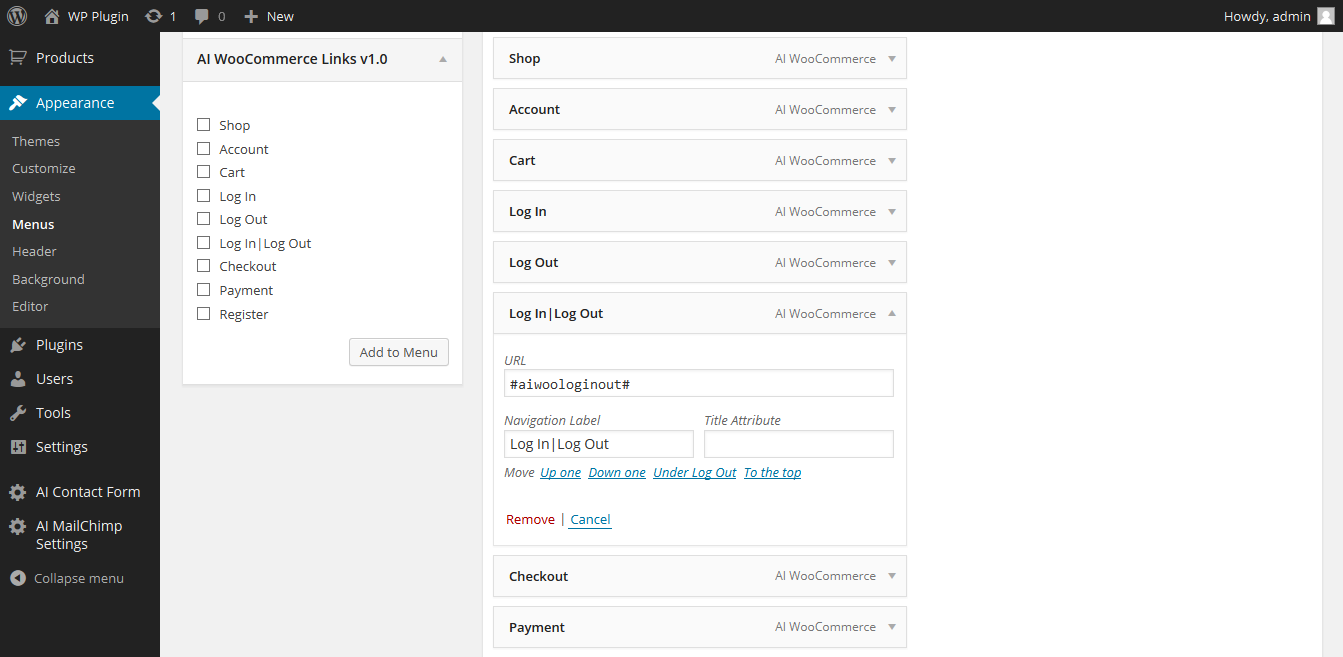 WP Plugin 1 0 New Howdy, admin
Products
Appearance
Themes
Customize
Widgets
Menus
Header
Background
Editor
Plugins
Users
Tools
Settings
AI Contact Form
AI MailChimp
Settings
Collapse menu
AI WooCommerce Links v1.0
Shop
Account
Cart
Log In
Log Out
Log In|Log Out
Checkout
Payment
Register
Add to Menu
Shop AI WooCommerce
Account AI WooCommerce
Cart AI WooCommerce
Log In AI WooCommerce
Log Out AI WooCommerce
Log In|Log Out AI WooCommerce
URL
#aiwoologinout#
Navigation Label Title Attribute
Log In|Log Out
Move Up one Down one Under Log Out To the top
Remove | Cancel
Checkout AI WooCommerce
Payment AI WooCommerce